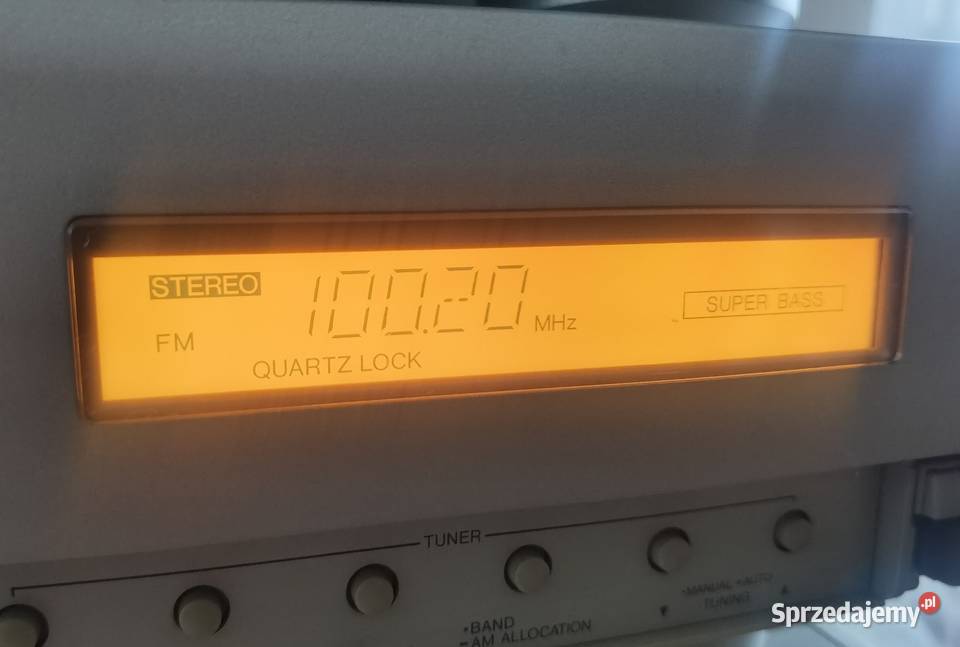 STEREO
100.20
MHz
FM
QUARTZ LOCK
SUPER BASS
TUNER
•BAND
–AM ALLOCATION
•MANUAL •AUTO
TUNING
Sprzedajemy.pl